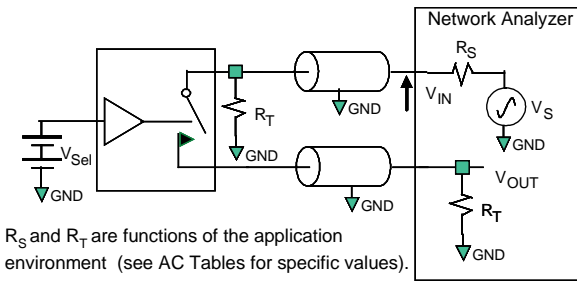 Network Analyzer
R_S
V_IN
V_S
GND
GND
R_T
GND
V_Sel
GND
GND
V_OUT
R_T
GND
R_S and R_T are functions of the application
environment (see AC Tables for specific values).